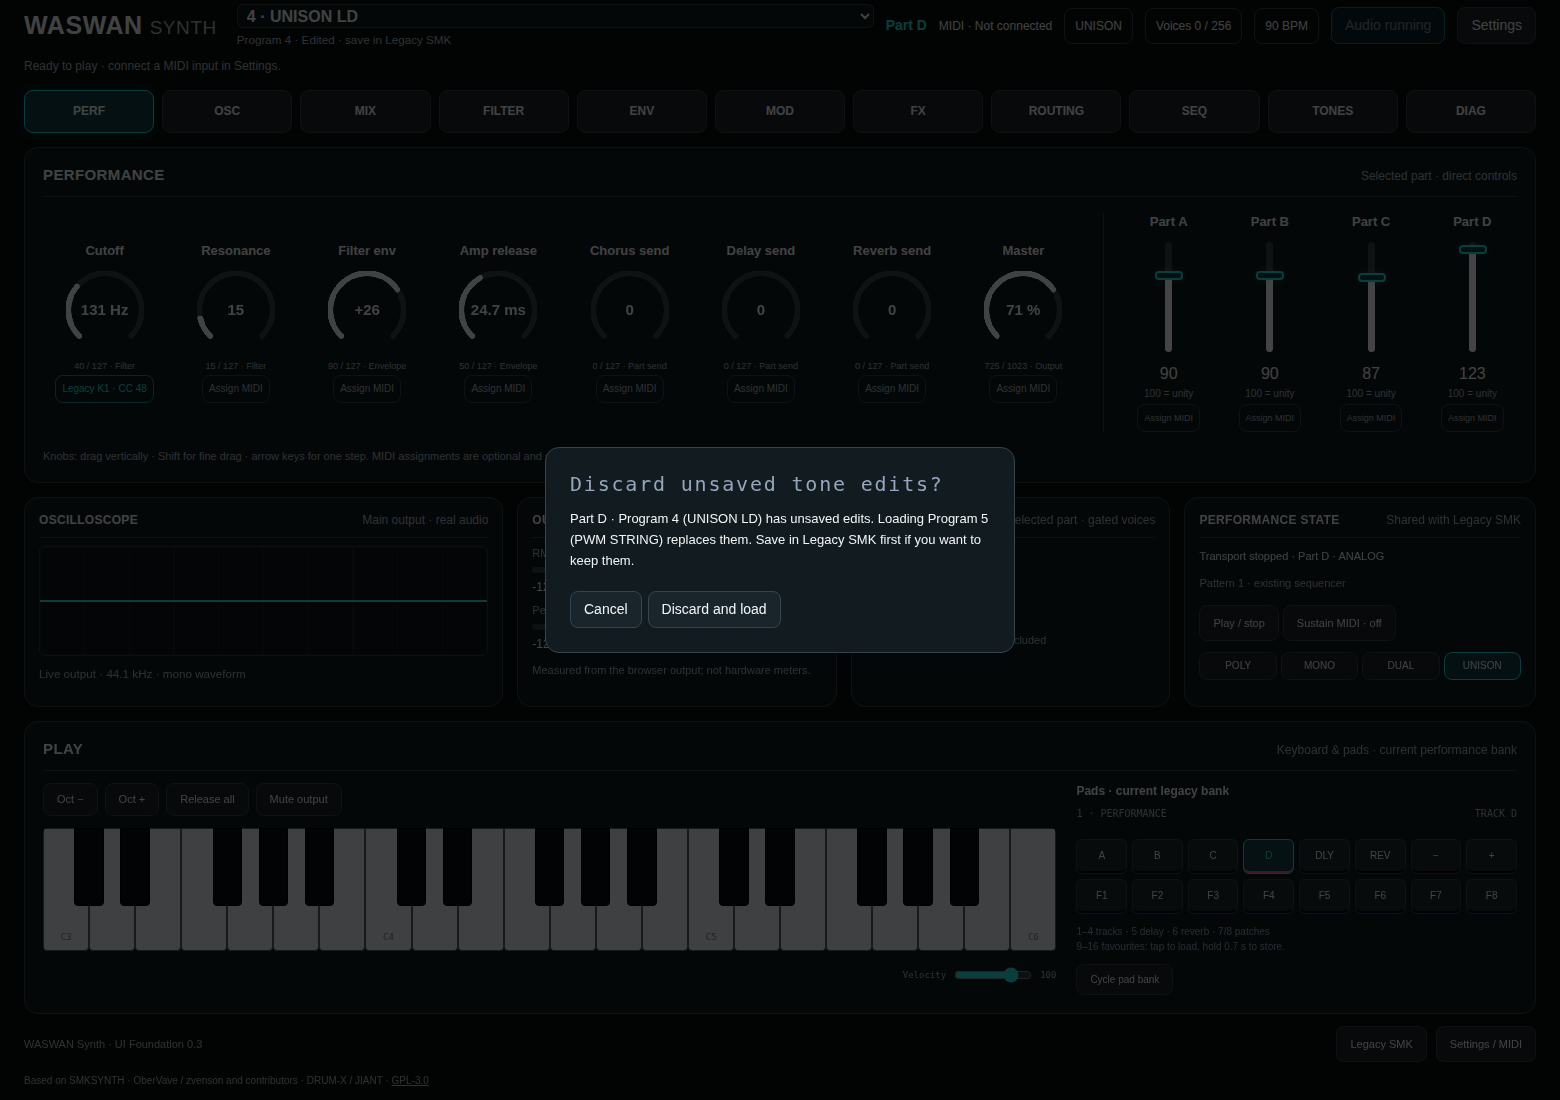 WASWAN SYNTH
4 · UNISON LD
Program 4 · Edited · save in Legacy SMK
Part D
MIDI · Not connected
UNISON
Voices 0 / 256
90 BPM
Audio running
Settings
Ready to play · connect a MIDI input in Settings.
PERF
OSC
MIX
FILTER
ENV
MOD
FX
ROUTING
SEQ
TONES
DIAG
PERFORMANCE
Selected part · direct controls
Cutoff
Resonance
Filter env
Amp release
Chorus send
Delay send
Reverb send
Master
131 Hz
15
+26
24.7 ms
0
0
0
71 %
40 / 127 · Filter
15 / 127 · Filter
90 / 127 · Envelope
50 / 127 · Envelope
0 / 127 · Part send
0 / 127 · Part send
0 / 127 · Part send
725 / 1023 · Output
Legacy K1 · CC 48
Assign MIDI
Assign MIDI
Assign MIDI
Assign MIDI
Assign MIDI
Assign MIDI
Assign MIDI
Part A
Part B
Part C
Part D
90
90
87
123
100 = unity
100 = unity
100 = unity
100 = unity
Assign MIDI
Assign MIDI
Assign MIDI
Assign MIDI
Knobs: drag vertically · Shift for fine drag · arrow keys for one step. MIDI assignments are optional and
Discard unsaved tone edits?
Part D · Program 4 (UNISON LD) has unsaved edits. Loading Program 5
(PWM STRING) replaces them. Save in Legacy SMK first if you want to
keep them.
Cancel
Discard and load
OSCILLOSCOPE
Main output · real audio
Live output · 44.1 kHz · mono waveform
Measured from the browser output; not hardware meters.
part · gated voices
PERFORMANCE STATE
Shared with Legacy SMK
Transport stopped · Part D · ANALOG
Pattern 1 · existing sequencer
Play / stop
Sustain MIDI · off
POLY
MONO
DUAL
UNISON
PLAY
Keyboard & pads · current performance bank
Oct −
Oct +
Release all
Mute output
C3
C4
C5
C6
Velocity
100
Pads · current legacy bank
1 · PERFORMANCE
TRACK D
A
B
C
D
DLY
REV
−
+
F1
F2
F3
F4
F5
F6
F7
F8
1–4 tracks · 5 delay · 6 reverb · 7/8 patches
9–16 favourites: tap to load, hold 0.7 s to store.
Cycle pad bank
WASWAN Synth · UI Foundation 0.3
Legacy SMK
Settings / MIDI
Based on SMKSYNTH · OberVave / zvenson and contributors · DRUM-X / JIANT · GPL-3.0